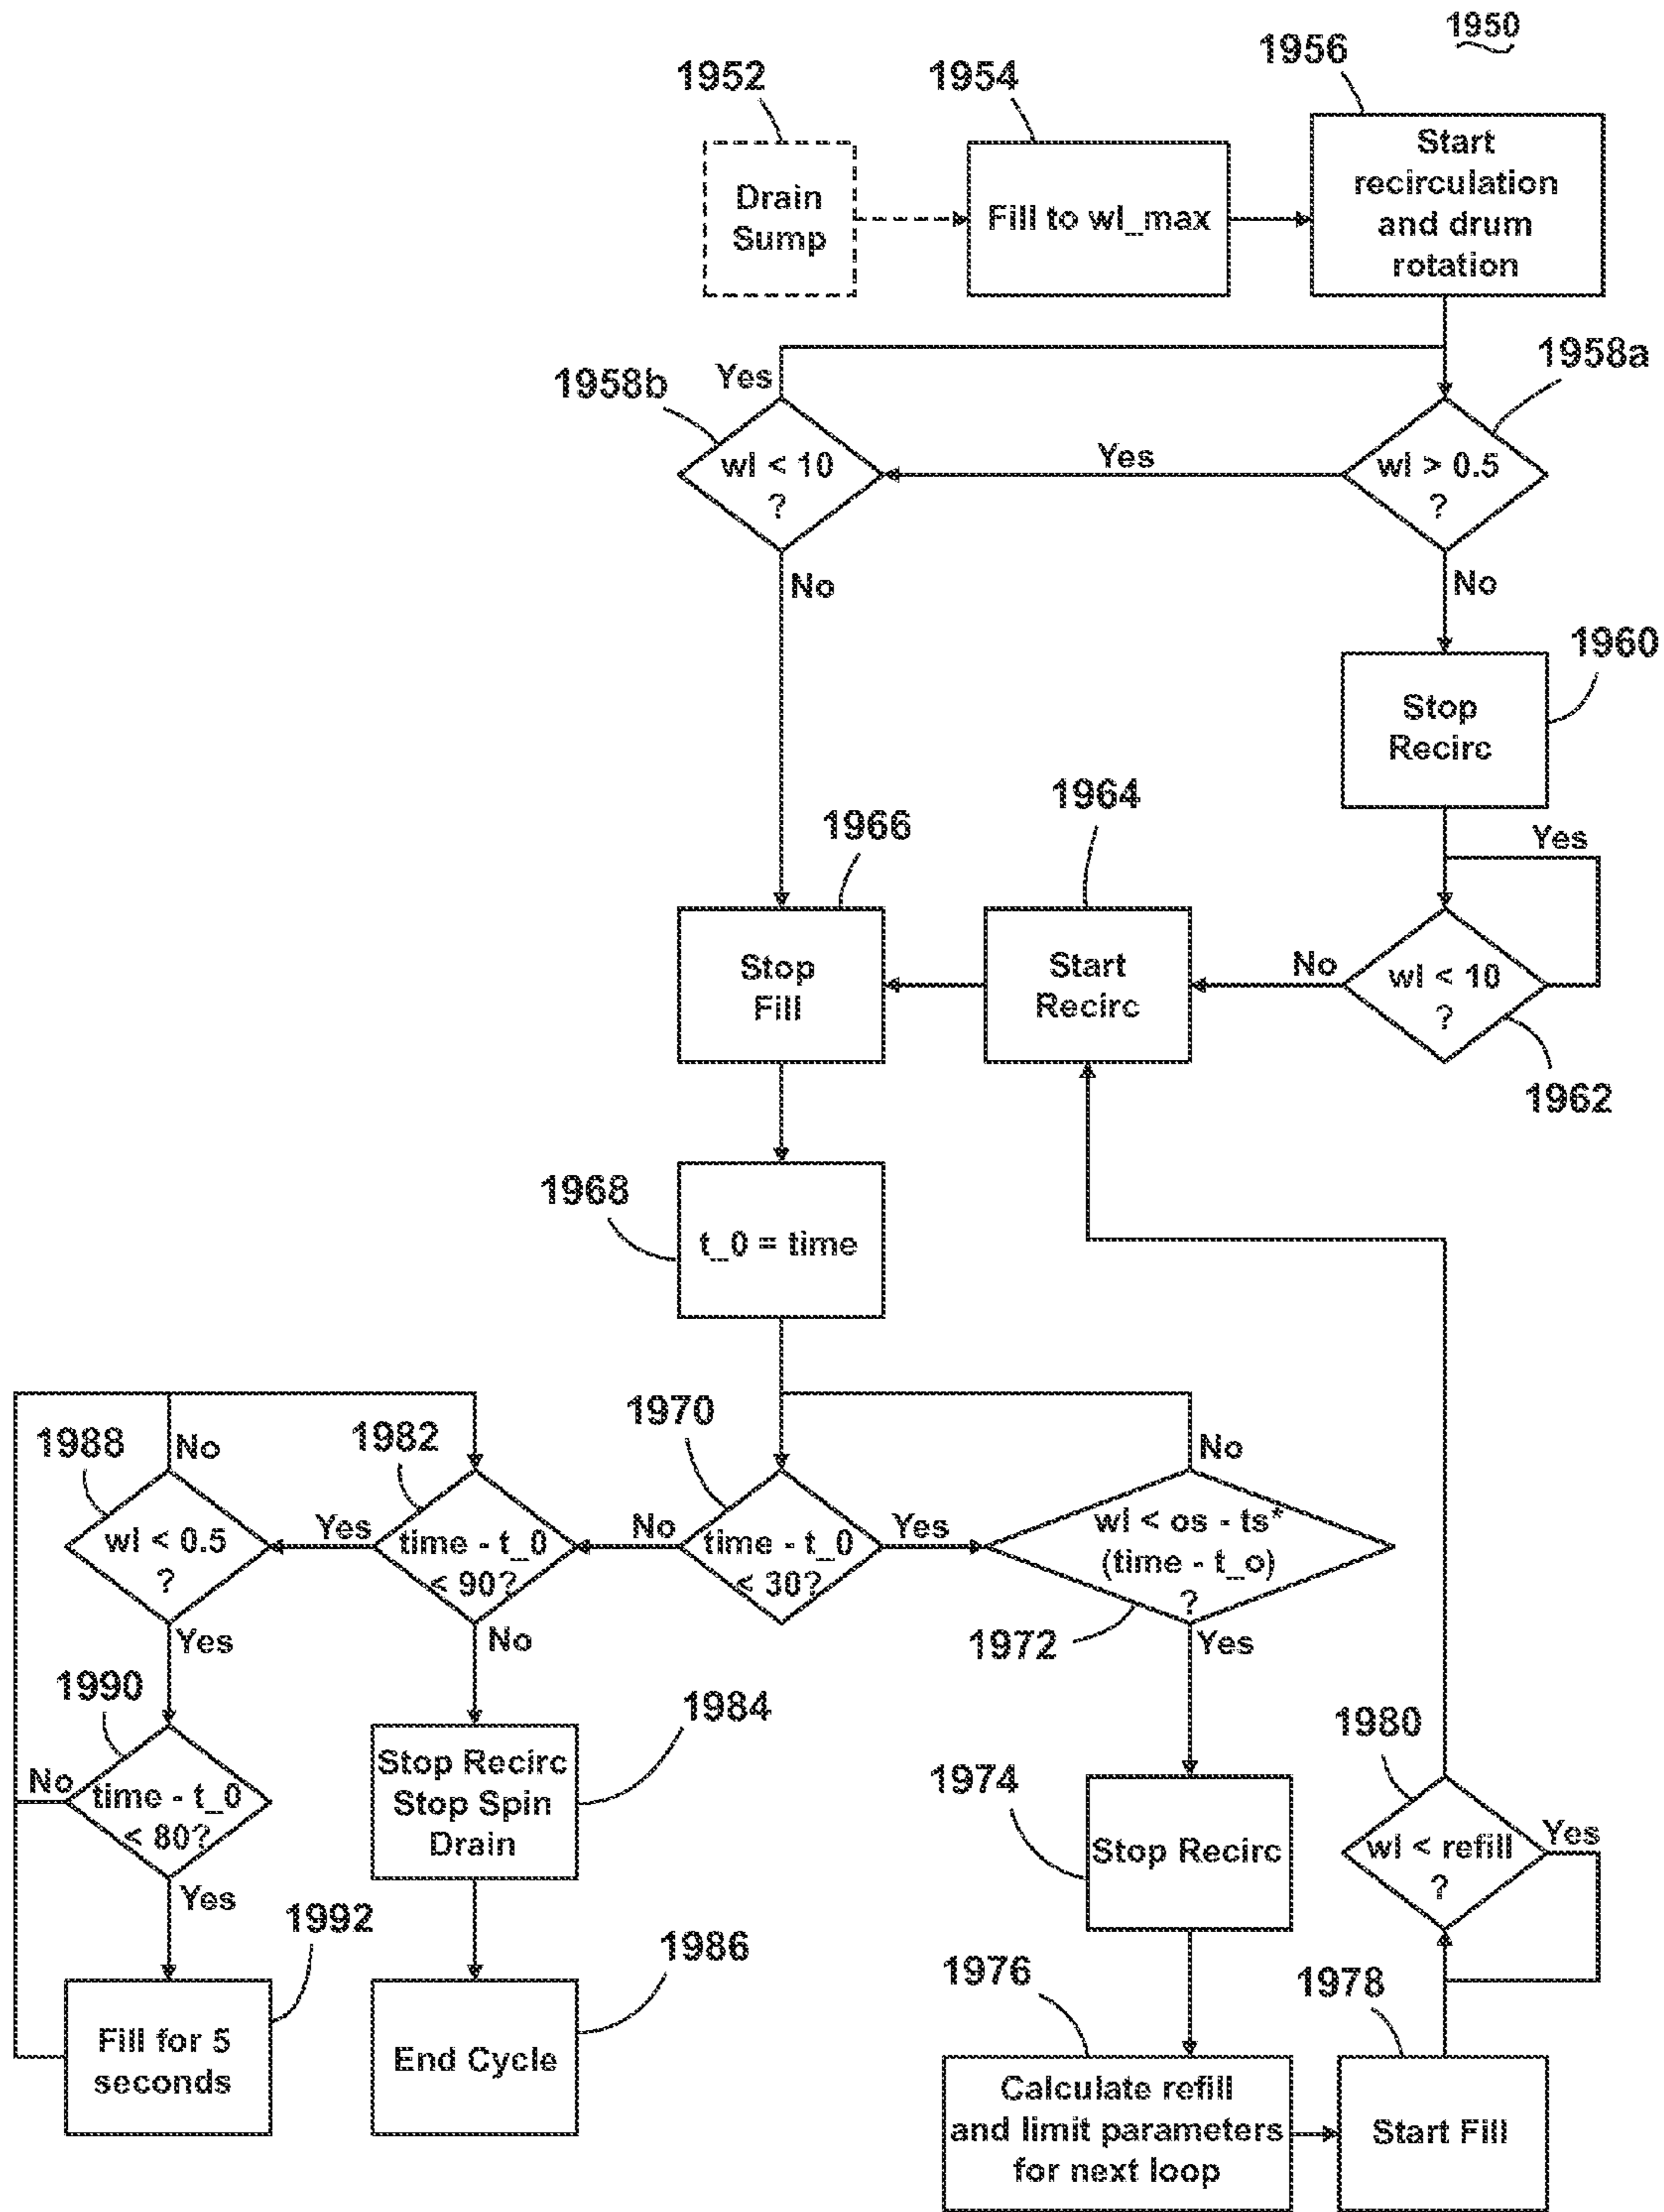 1950
1952
1954
1956
Drain
Sump
Fill to wl_max
Start
recirculation
and drum
rotation
1958b
Yes
1958a
wl < 10
?
Yes
wl > 0.5
?
No
No
1960
Stop
Recirc
1966
1964
Yes
Stop
Fill
Start
Recirc
No
wl < 10
?
1962
1968
t_0 = time
1988
No
1982
1970
No
wl < 0.5
?
Yes
time - t_0
< 90?
No
time - t_0
< 30?
Yes
wl < os - ts*
(time - t_o)
?
1972
Yes
No
Yes
1990
1984
1980
No
time - t_0
< 80?
Stop Recirc
Stop Spin
Drain
1974
Stop Recirc
wl < refill
?
Yes
Yes
1992
1986
1976
1978
Fill for 5
seconds
End Cycle
Calculate refill
and limit parameters
for next loop
Start Fill